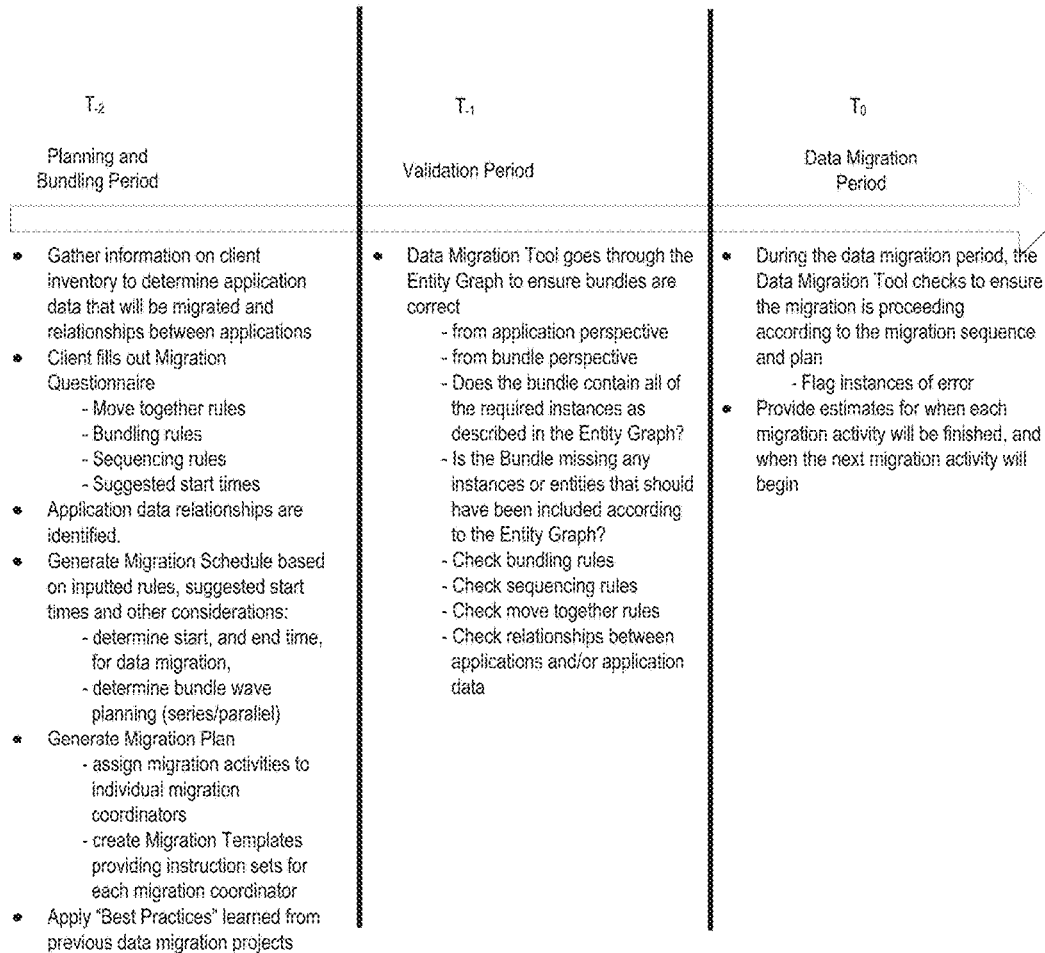 T-2
Planning and
Bundling Period
• Gather information on client
inventory to determine application
data that will be migrated and
relationships between applications
• Client fills out Migration
Questionnaire
- Move together rules
- Bundling rules
- Sequencing rules
- Suggested start times
• Application data relationships are
identified.
• Generate Migration Schedule based
on inputted rules, suggested start
times and other considerations:
- determine start, and end time,
for data migration,
- determine bundle wave
planning (series/parallel)
• Generate Migration Plan
- assign migration activities to
individual migration
coordinators
- create Migration Templates
providing instruction sets for
each migration coordinator
• Apply "Best Practices" learned from
previous data migration projects
T-1
Validation Period
• Data Migration Tool goes through the
Entity Graph to ensure bundles are
correct
- from application perspective
- from bundle perspective
- Does the bundle contain all of
the required instances as
described in the Entity Graph?
- Is the Bundle missing any
instances or entities that should
have been included according
to the Entity Graph?
- Check bundling rules
- Check sequencing rules
- Check move together rules
- Check relationships between
applications and/or application
data
T0
Data Migration
Period
• During the data migration period, the
Data Migration Tool checks to ensure
the migration is proceeding
according to the migration sequence
and plan
- Flag instances of error
• Provide estimates for when each
migration activity will be finished, and
when the next migration activity will
begin